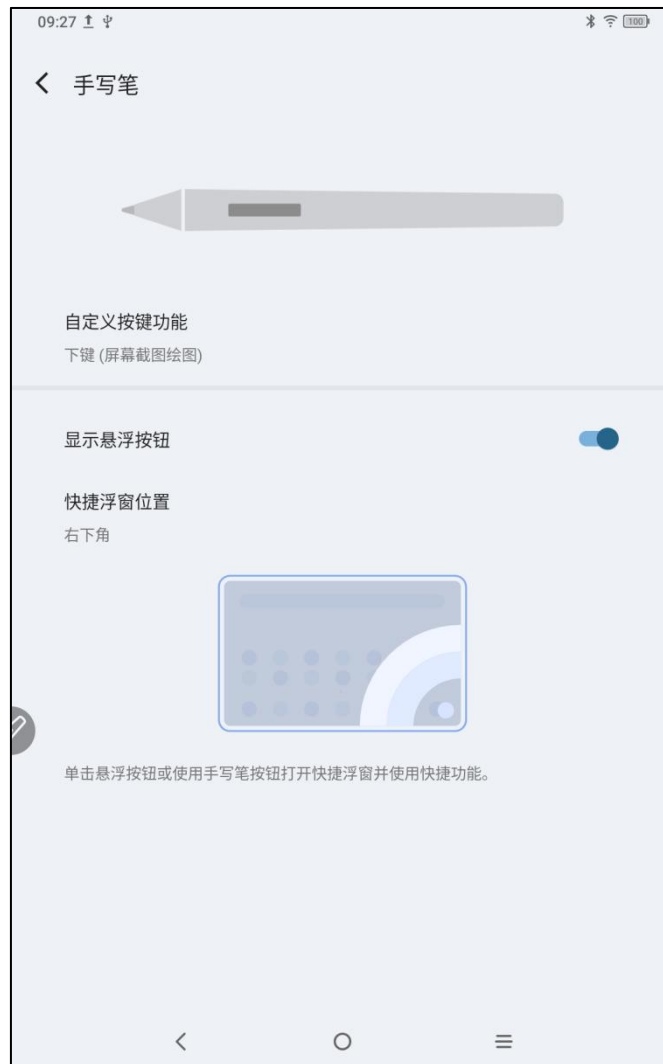 09:27
100
手写笔
自定义按键功能
下键 (屏幕截图绘图)
显示悬浮按钮
快捷浮窗位置
右下角
单击悬浮按钮或使用手写笔按钮打开快捷浮窗并使用快捷功能。